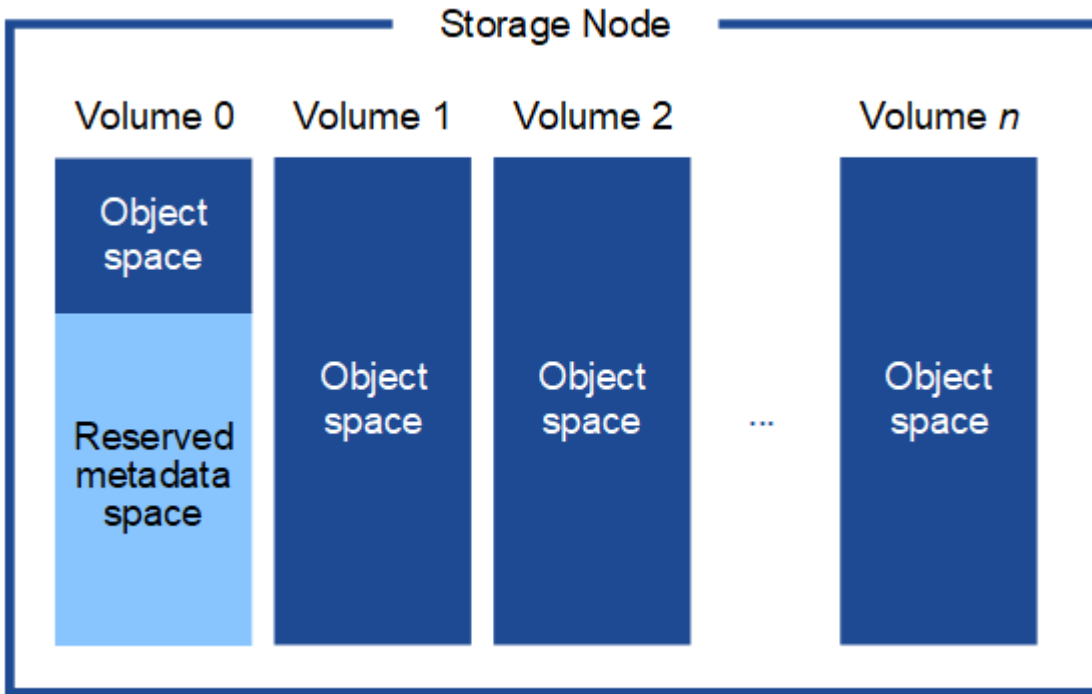 Storage Node
Volume 0
Volume 1
Volume 2
Volume n
Object
space
Reserved
metadata
space
Object
space
Object
space
...
Object
space